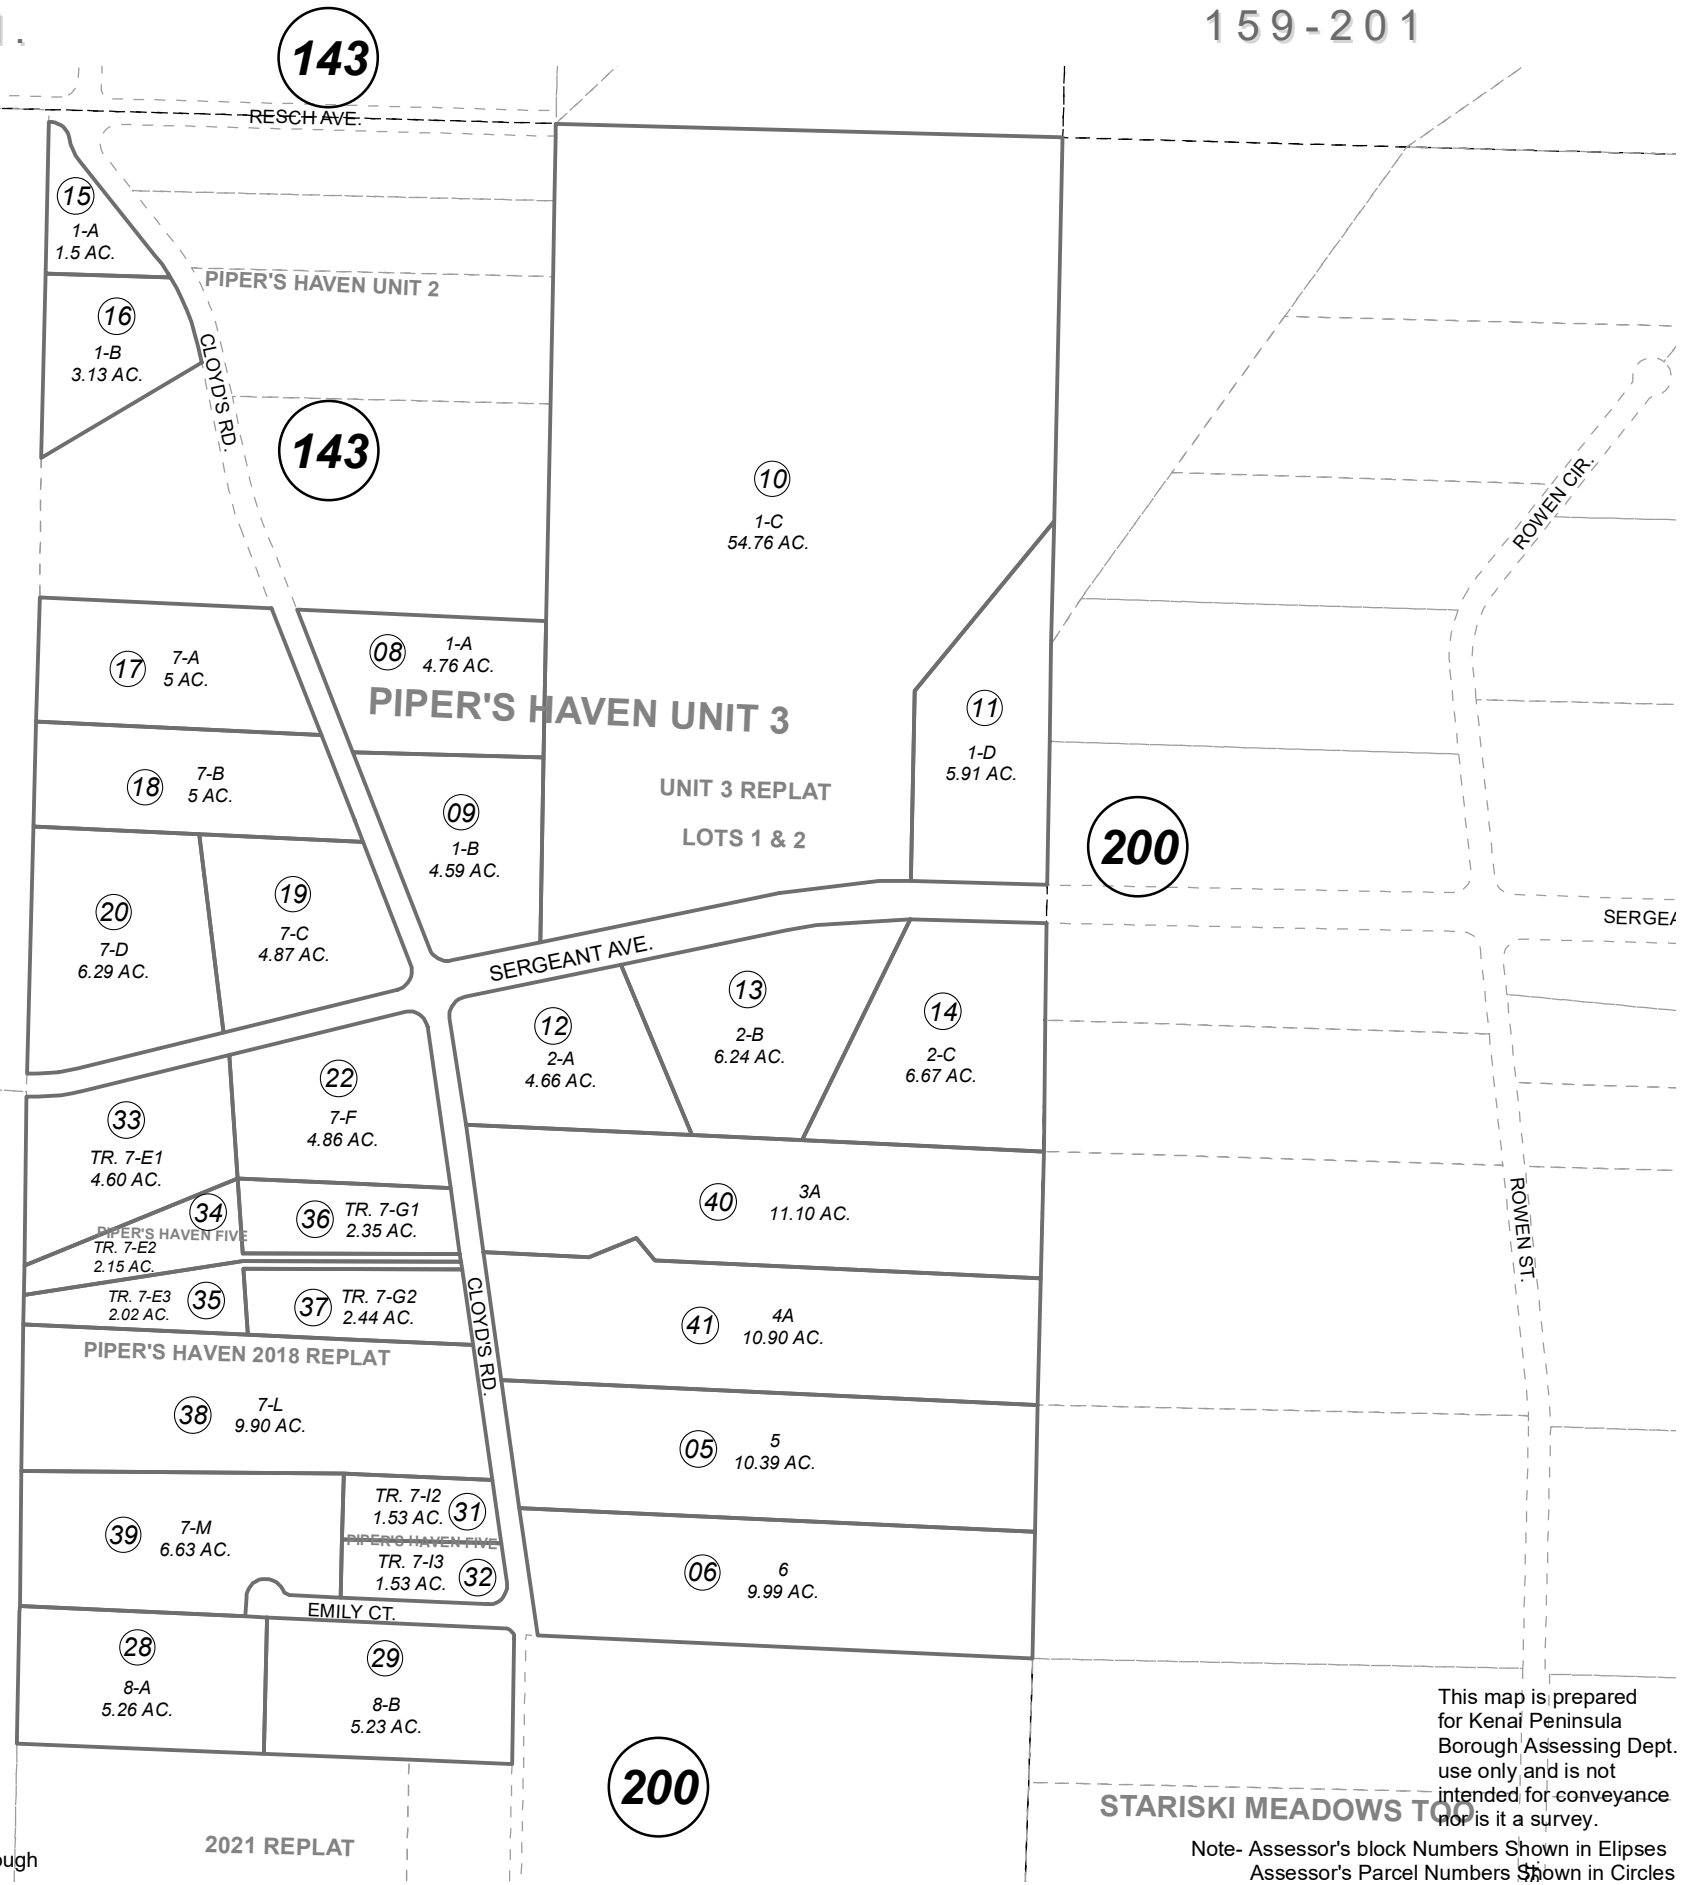 159-201
143
RESCH AVE.
15
1-A
1.5 AC.
PIPER'S HAVEN UNIT 2
16
1-B
3.13 AC.
CLOYD'S RD.
143
10
1-C
54.76 AC.
ROWEN CIR.
17
7-A
5 AC.
08
1-A
4.76 AC.
PIPER'S HAVEN UNIT 3
11
1-D
5.91 AC.
18
7-B
5 AC.
UNIT 3 REPLAT
LOTS 1 & 2
09
1-B
4.59 AC.
200
20
7-D
6.29 AC.
19
7-C
4.87 AC.
SERGEANT AVE.
SERGEA
12
2-A
4.66 AC.
13
2-B
6.24 AC.
14
2-C
6.67 AC.
22
7-F
4.86 AC.
33
TR. 7-E1
4.60 AC.
34
PIPER'S HAVEN FIVE
TR. 7-E2
2.15 AC.
36
TR. 7-G1
2.35 AC.
40
3A
11.10 AC.
ROWEN ST.
TR. 7-E3
2.02 AC.
35
37
TR. 7-G2
2.44 AC.
CLOYD'S RD.
41
4A
10.90 AC.
PIPER'S HAVEN 2018 REPLAT
38
7-L
9.90 AC.
05
5
10.39 AC.
39
7-M
6.63 AC.
TR. 7-I2
1.53 AC.
31
PIPER'S HAVEN FIVE
TR. 7-I3
1.53 AC.
32
06
6
9.99 AC.
EMILY CT.
28
8-A
5.26 AC.
29
8-B
5.23 AC.
200
2021 REPLAT
STARISKI MEADOWS TOO
This map is prepared
for Kenai Peninsula
Borough Assessing Dept.
use only and is not
intended for conveyance
nor is it a survey.
Note- Assessor's block Numbers Shown in Elipses
Assessor's Parcel Numbers Shown in Circles
ough